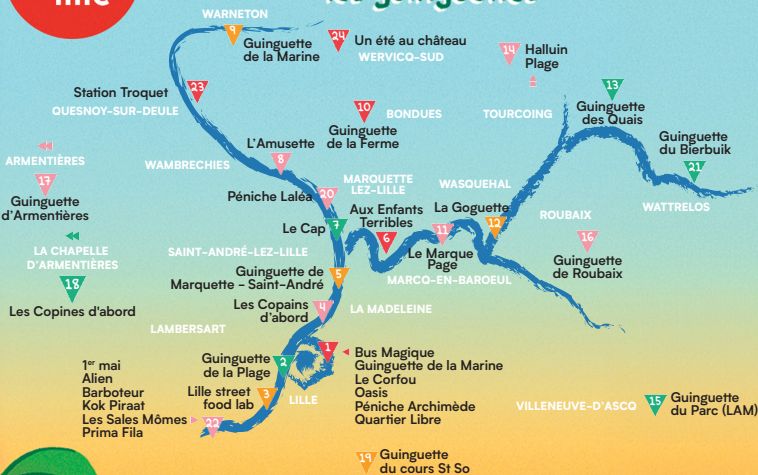 WARNETON
9
Guinguette
de la Marine
24
Un été au château
WERVICQ-SUD
14
Halluin
Plage
Station Troquet
23
QUESNOY-SUR-DEULE
10
BONDUES
Guinguette
de la Ferme
TOURCOING
13
Guinguette
des Quais
Guinguette
du Bierbuik
21
WATTRELOS
ARMENTIÈRES
17
Guinguette
d'Armentières
L'Amusette
8
WAMBRECHIES
MARQUETTE
LEZ-LILLE
Péniche Laléa
20
WASQUEHAL
La Goguette
12
Aux Enfants
Terribles
6
ROUBAIX
Le Cap
7
11
Le Marque
Page
16
Guinguette
de Roubaix
LA CHAPELLE
D'ARMENTIÈRES
18
Les Copines d'abord
SAINT-ANDRÉ-LEZ-LILLE
Guinguette de
Marquette - Saint-André
5
MARCQ-EN-BAROEUL
Les Copains
d'abord
4
LA MADELEINE
LAMBERSART
Guinguette
de la Plage
2
1
Bus Magique
Guinguette de la Marine
Le Corfou
Oasis
Péniche Archimède
Quartier Libre
1er mai
Alien
Barboteur
Kok Piraat
Les Sales Mômes
Prima Fila
22
Lille street
food lab
3
LILLE
VILLENEUVE-D'ASCQ
15
Guinguette
du Parc (LAM)
19
Guinguette
du cours St So